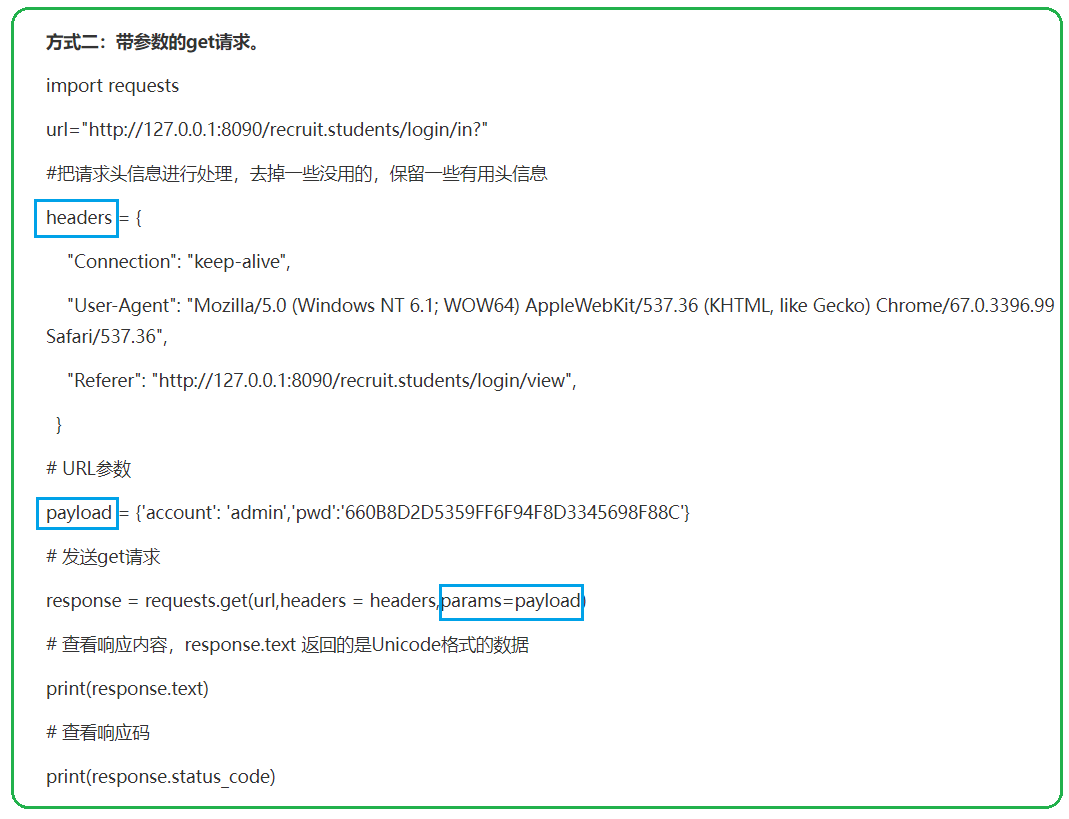 方式二：带参数的get请求。
import requests
url="http://127.0.0.1:8090/recruit.students/login/in?"
#把请求头信息进行处理，去掉一些没用的，保留一些有用头信息
headers = {
"Connection": "keep-alive",
"User-Agent": "Mozilla/5.0 (Windows NT 6.1; WOW64) AppleWebKit/537.36 (KHTML, like Gecko) Chrome/67.0.3396.99
Safari/537.36",
"Referer": "http://127.0.0.1:8090/recruit.students/login/view",
}
# URL参数
payload = {'account': 'admin','pwd':'660B8D2D5359FF6F94F8D3345698F88C'}
# 发送get请求
response = requests.get(url,headers = headers,params=payload)
# 查看响应内容，response.text 返回的是Unicode格式的数据
print(response.text)
# 查看响应码
print(response.status_code)